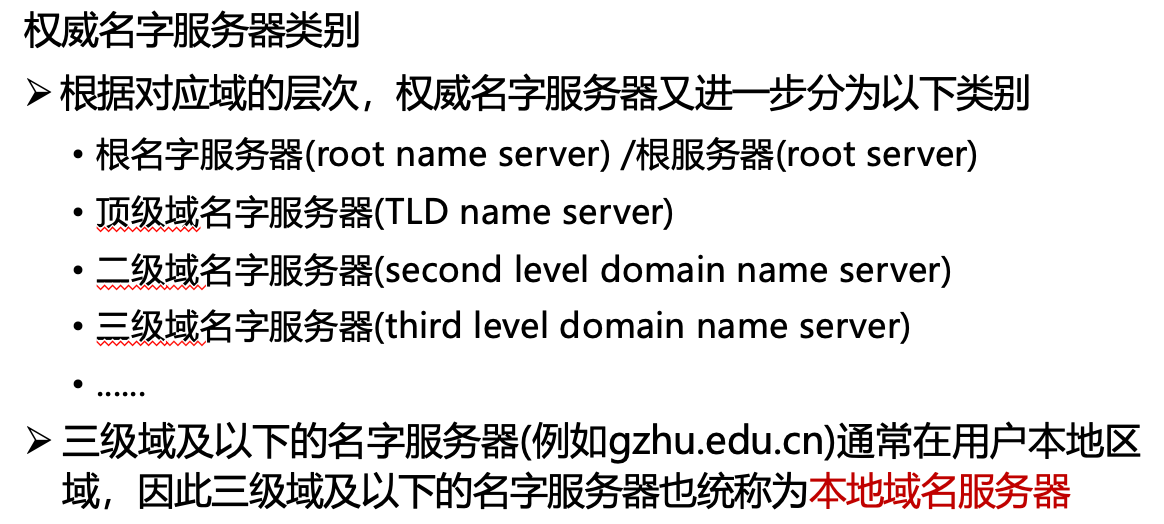 权威名字服务器类别
➢ 根据对应域的层次，权威名字服务器又进一步分为以下类别
• 根名字服务器(root name server) /根服务器(root server)
• 顶级域名字服务器(TLD name server)
• 二级域名字服务器(second level domain name server)
• 三级域名字服务器(third level domain name server)
• ……
➢ 三级域及以下的名字服务器(例如gzhu.edu.cn)通常在用户本地区
域，因此三级域及以下的名字服务器也统称为本地域名服务器